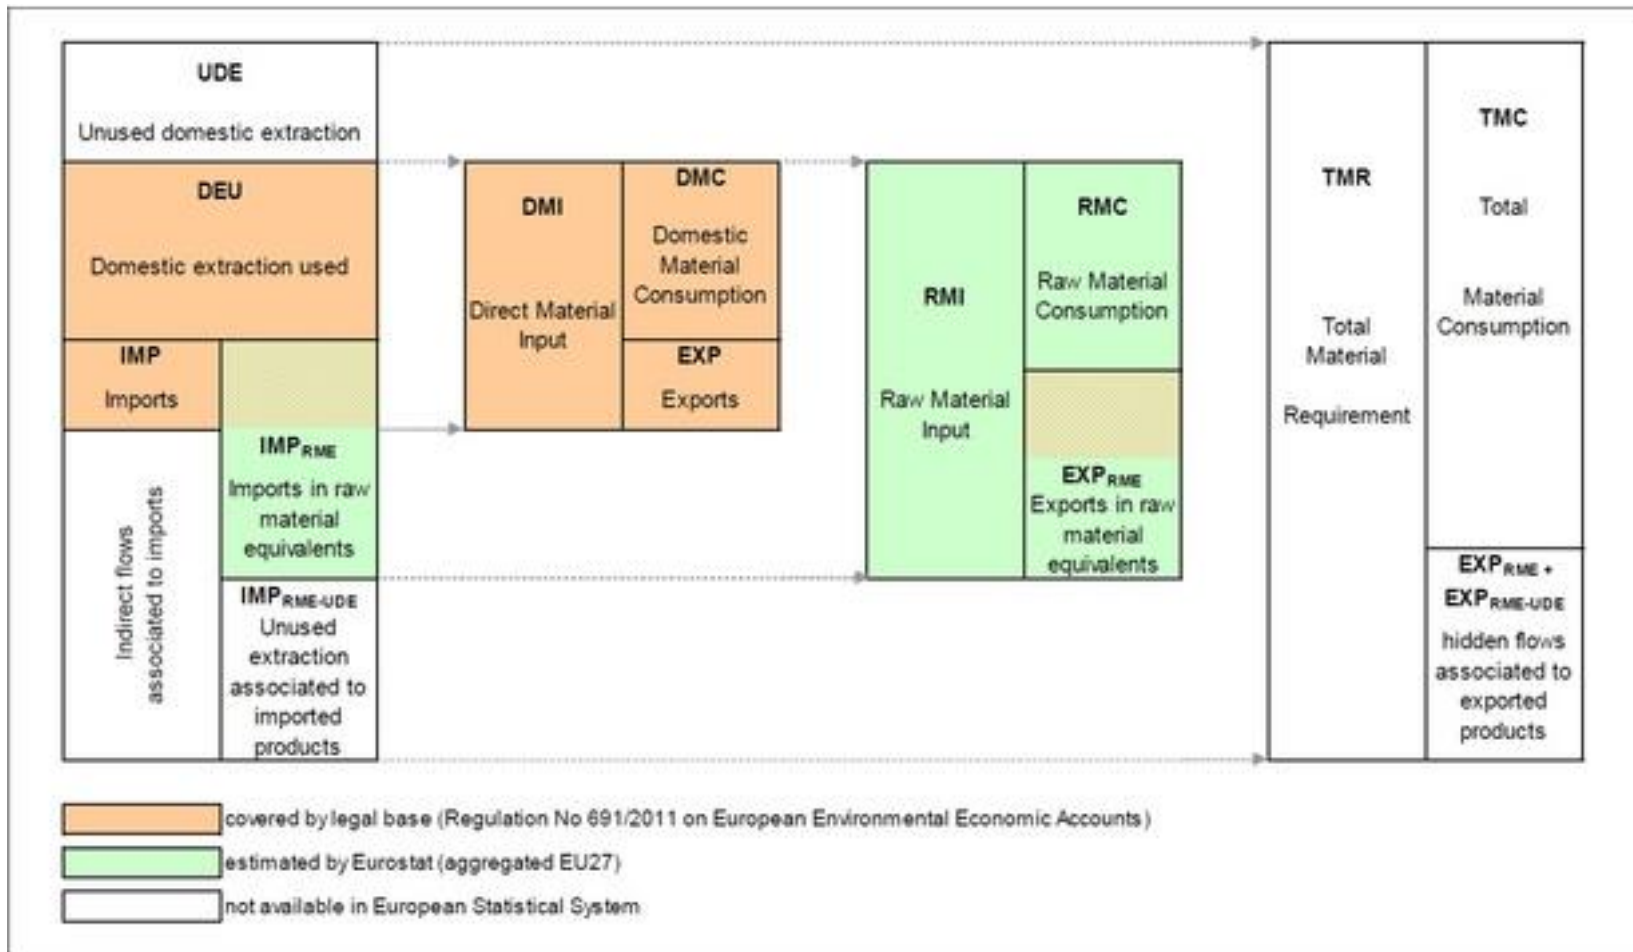 UDE
Unused domestic extraction
DEU
Domestic extraction used
IMP
Imports
IMPRME
Imports in raw
material
equivalents
Indirect flows
associated to imports
IMPRME-UDE
Unused
extraction
associated to
imported
products
DMI
Direct Material
Input
DMC
Domestic
Material
Consumption
EXP
Exports
RMI
Raw Material
Input
RMC
Raw Material
Consumption
EXPRME
Exports in raw
material
equivalents
TMR
Total
Material
Requirement
TMC
Total
Material
Consumption
EXPRME +
EXPRME-UDE
hidden flows
associated to
exported
products
covered by legal base (Regulation No 691/2011 on European Environmental Economic Accounts)
estimated by Eurostat (aggregated EU27)
not available in European Statistical System